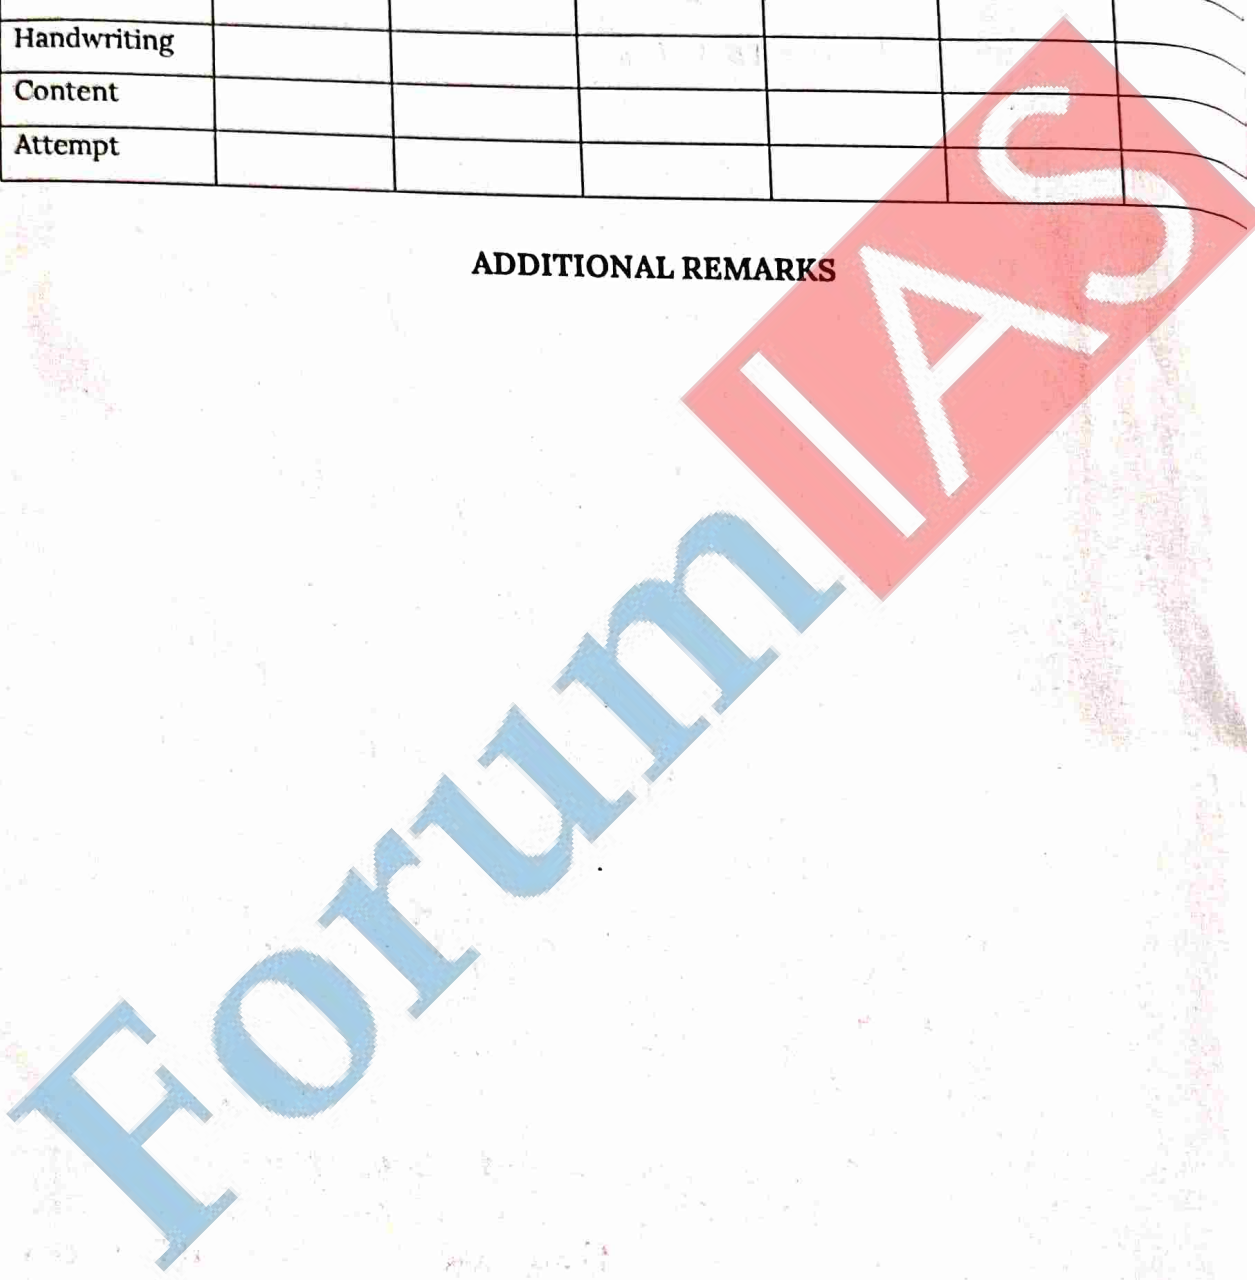 Handwriting
Content
Attempt
ADDITIONAL REMARKS
ForumIAS